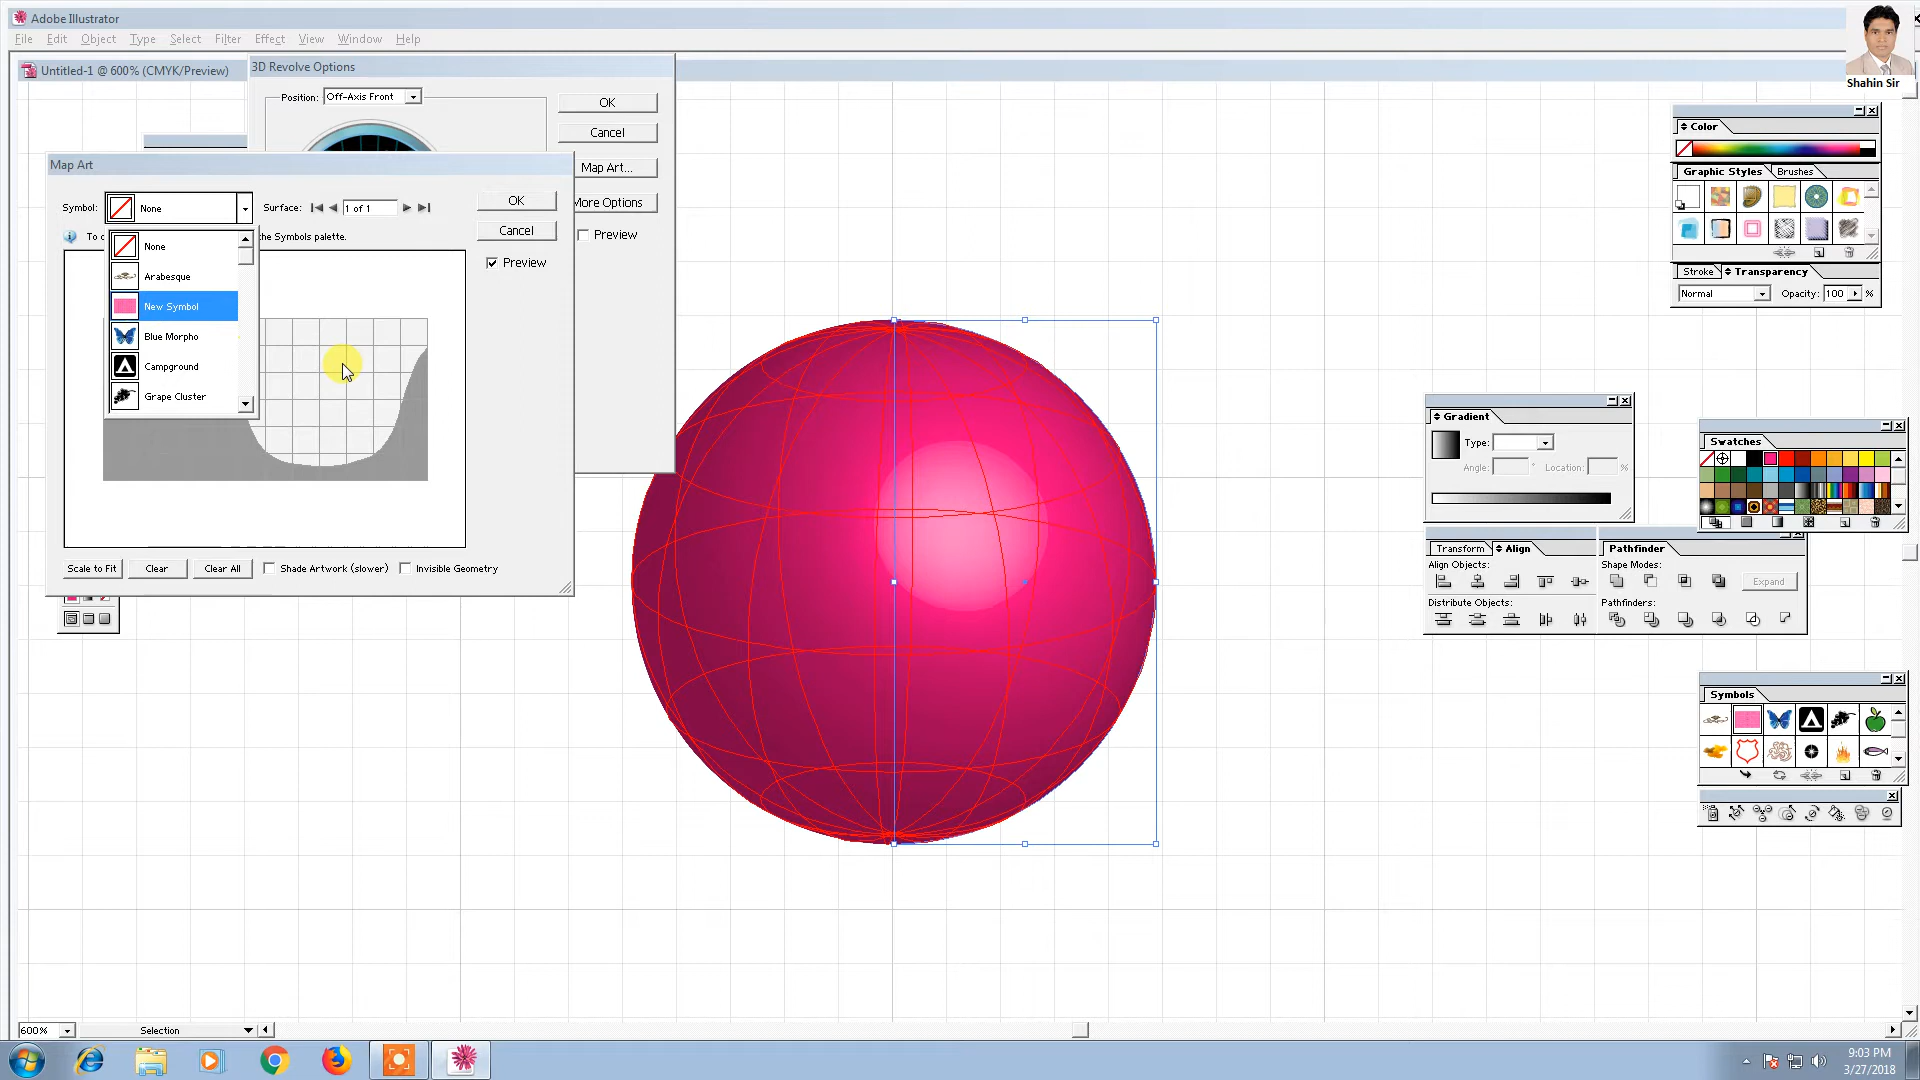 Adobe Illustrator
File Edit Object Type Select Filter Effect View Window Help
Shahin Sir
Untitled-1 @ 600% (CMYK/Preview)
3D Revolve Options
Position: Off-Axis Front
OK
Cancel
Map Art...
More Options
Preview
Map Art
Symbol: None
Surface: 1 of 1
OK
Cancel
Preview
the Symbols palette.
None
Arabesque
New Symbol
Blue Morpho
Campground
Grape Cluster
Scale to Fit Clear Clear All Shade Artwork (slower) Invisible Geometry
Color
Graphic Styles Brushes
Stroke Transparency
Normal Opacity: 100 %
Gradient
Type:
Angle: ° Location: %
Swatches
Transform Align
Align Objects:
Distribute Objects:
Pathfinder
Shape Modes:
Expand
Pathfinders:
Symbols
600% Selection
9:03 PM
3/27/2018